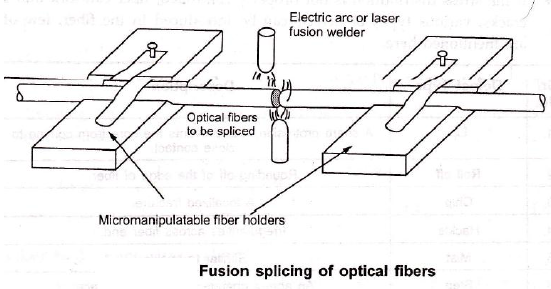 Electric arc or laser
fusion welder
Optical fibers
to be spliced
Micromanipulatable fiber holders
Fusion splicing of optical fibers